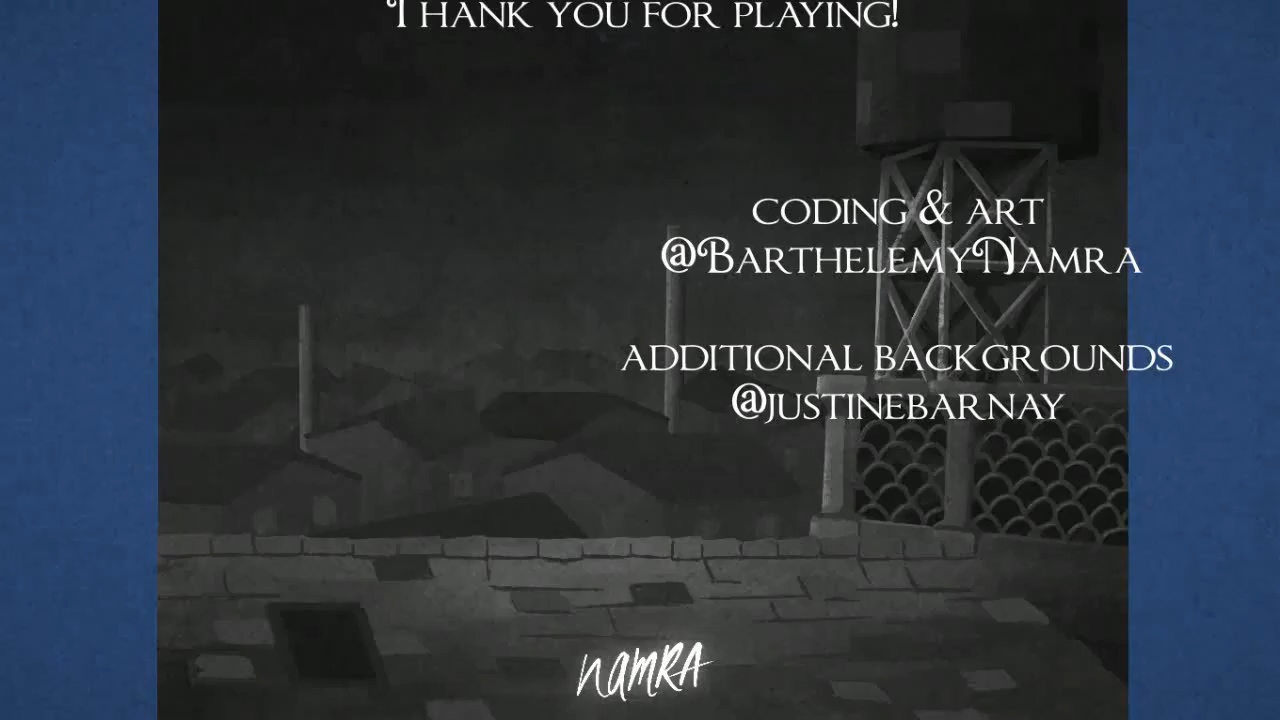 Thank you for playing!
coding & art
@BarthelemyNamra
additional backgrounds
@justinebarnay
NAMRA